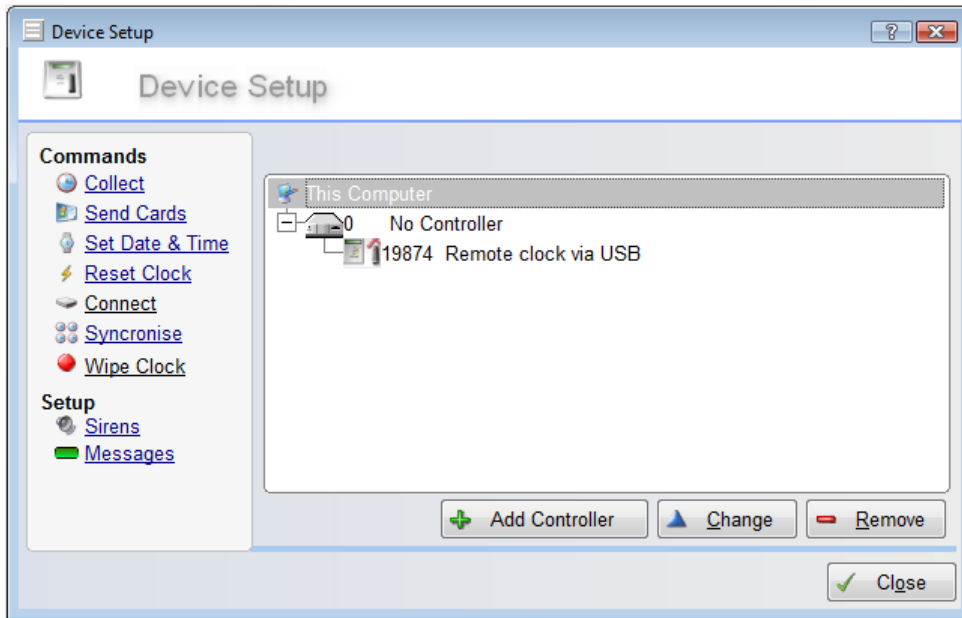 Device Setup
Device Setup
Commands
Collect
Send Cards
Set Date & Time
Reset Clock
Connect
Syncronise
Wipe Clock
Setup
Sirens
Messages
This Computer
0 No Controller
19874 Remote clock via USB
Add Controller Change Remove
Close